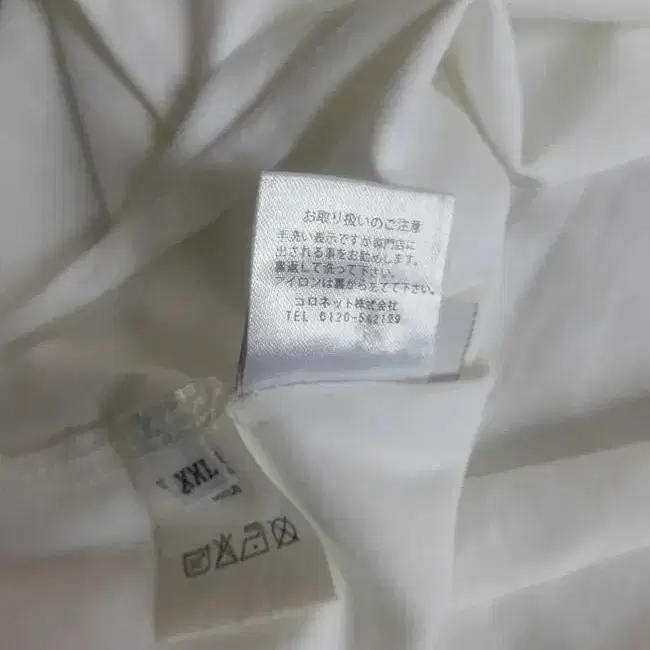 お取り扱いのご注意
手洗い表示ですが専門店に
出される事をお勧めします。
裏返して洗って下さい。
アイロンは裏からあてて下さい。
コロネット株式会社
TEL 0120-542129
XXL